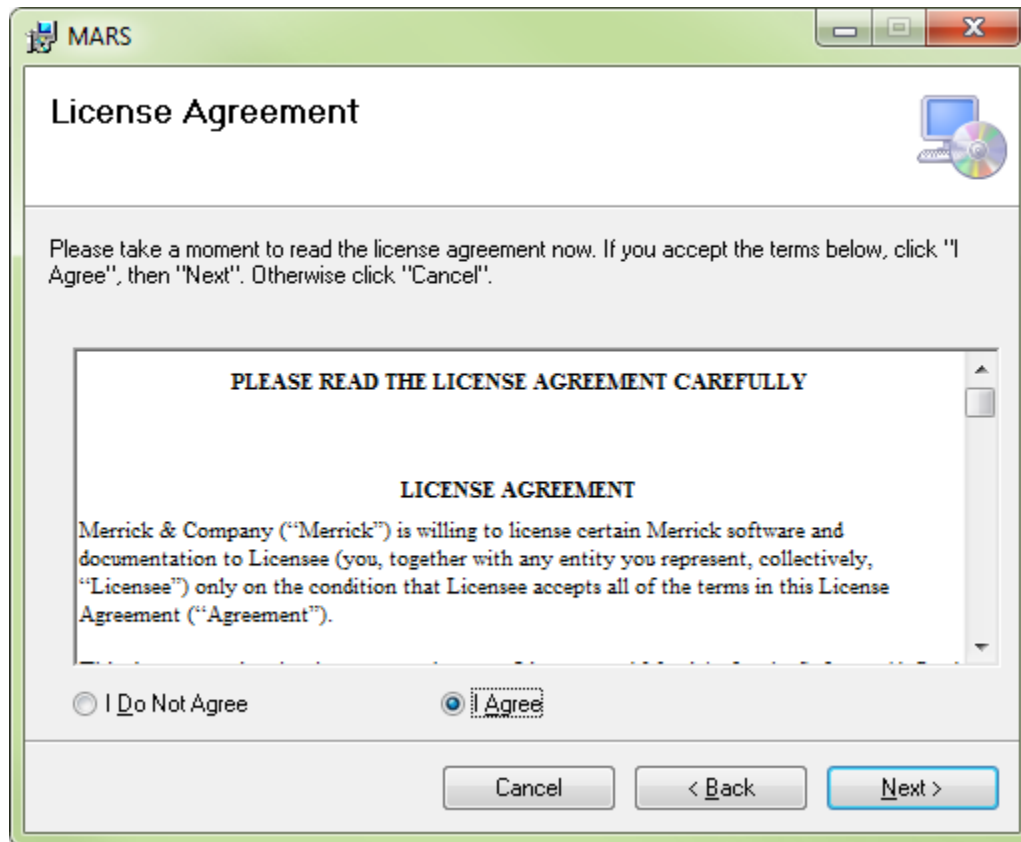 MARS
License Agreement
Please take a moment to read the license agreement now. If you accept the terms below, click "I
Agree", then "Next". Otherwise click "Cancel".
PLEASE READ THE LICENSE AGREEMENT CAREFULLY
LICENSE AGREEMENT
Merrick & Company (“Merrick”) is willing to license certain Merrick software and
documentation to Licensee (you, together with any entity you represent, collectively,
“Licensee”) only on the condition that Licensee accepts all of the terms in this License
Agreement (“Agreement”).
I Do Not Agree
I Agree
Cancel
< Back
Next >